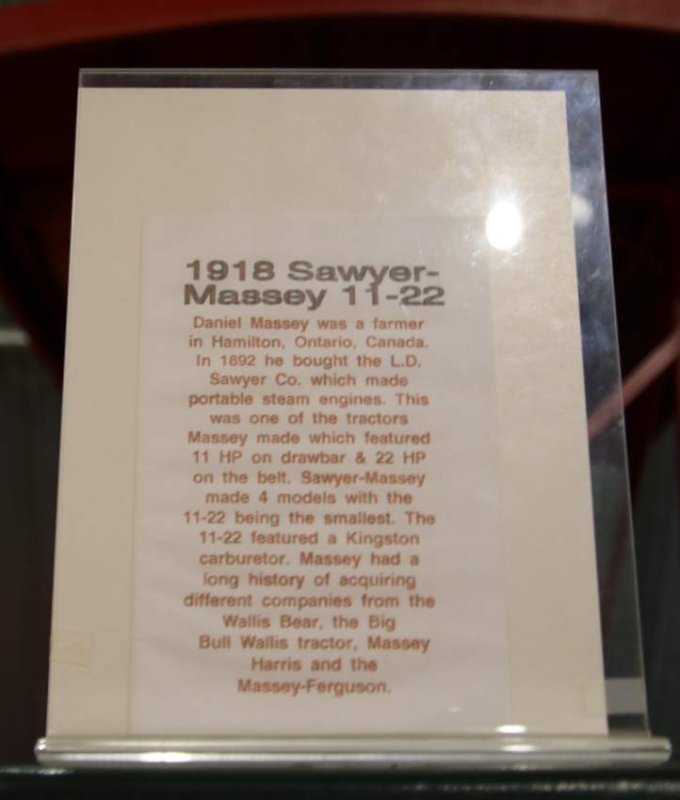 1918 Sawyer-
Massey 11-22
Daniel Massey was a farmer
in Hamilton, Ontario, Canada.
In 1892 he bought the L.D.
Sawyer Co. which made
portable steam engines. This
was one of the tractors
Massey made which featured
11 HP on drawbar & 22 HP
on the belt. Sawyer-Massey
made 4 models with the
11-22 being the smallest. The
11-22 featured a Kingston
carburetor. Massey had a
long history of acquiring
different companies from the
Wallis Bear, the Big
Bull Wallis tractor, Massey
Harris and the
Massey-Ferguson.